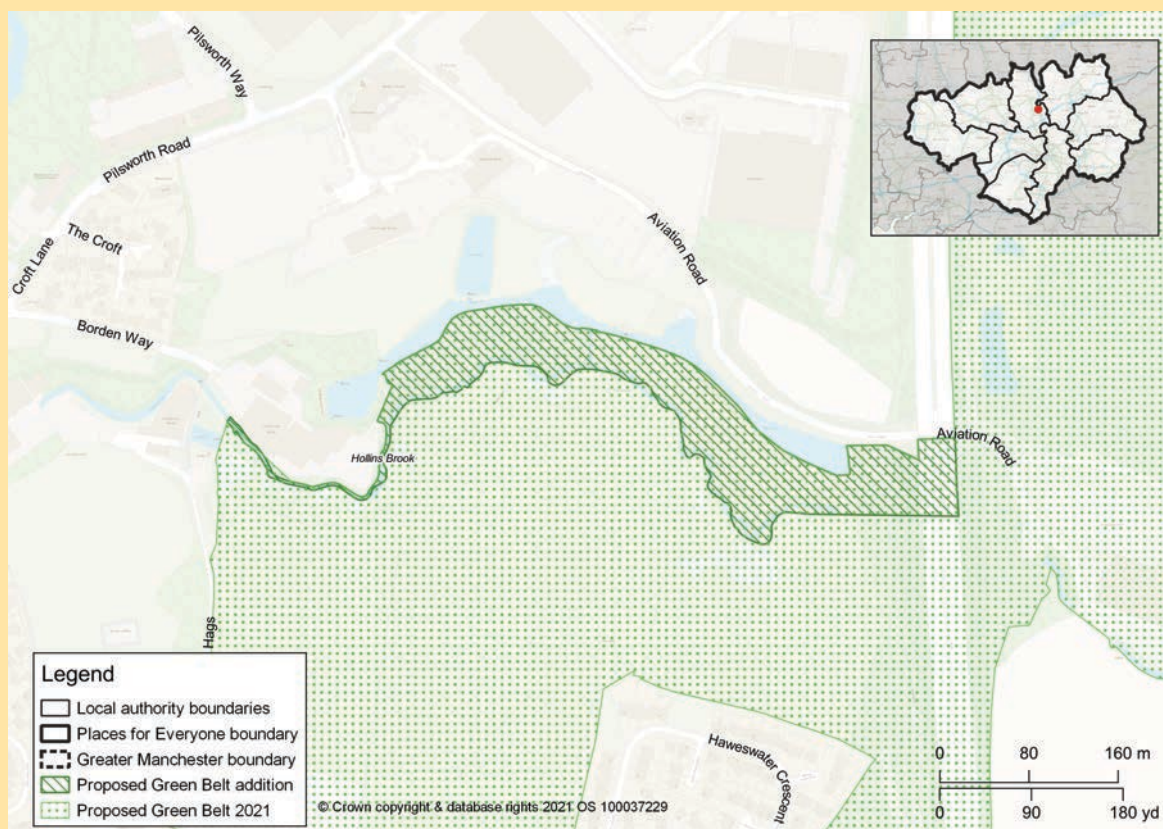 Pilsworth Way
Pilsworth Road
The Croft
Croft Lane
Borden Way
Aviation Road
Aviation Road
Hollins Brook
Hags
Haweswater Crescent
Legend
Local authority boundaries
Places for Everyone boundary
Greater Manchester boundary
Proposed Green Belt addition
Proposed Green Belt 2021
© Crown copyright & database rights 2021 OS 100037229
0 80 160 m
0 90 180 yd